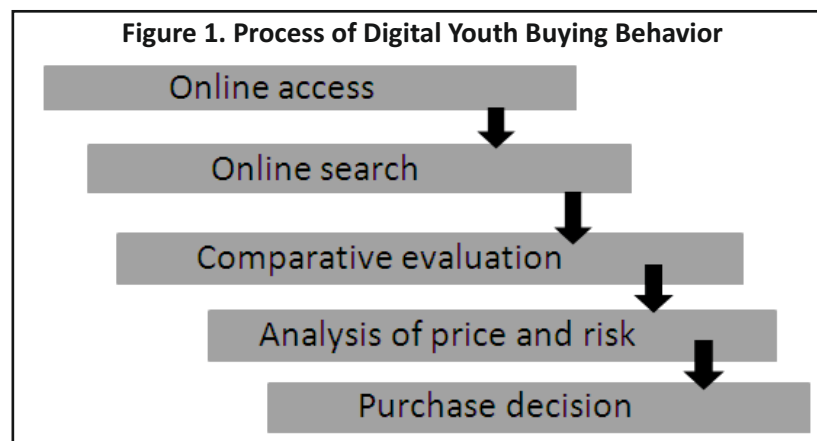 Figure 1. Process of Digital Youth Buying Behavior
Online access
Online search
Comparative evaluation
Analysis of price and risk
Purchase decision